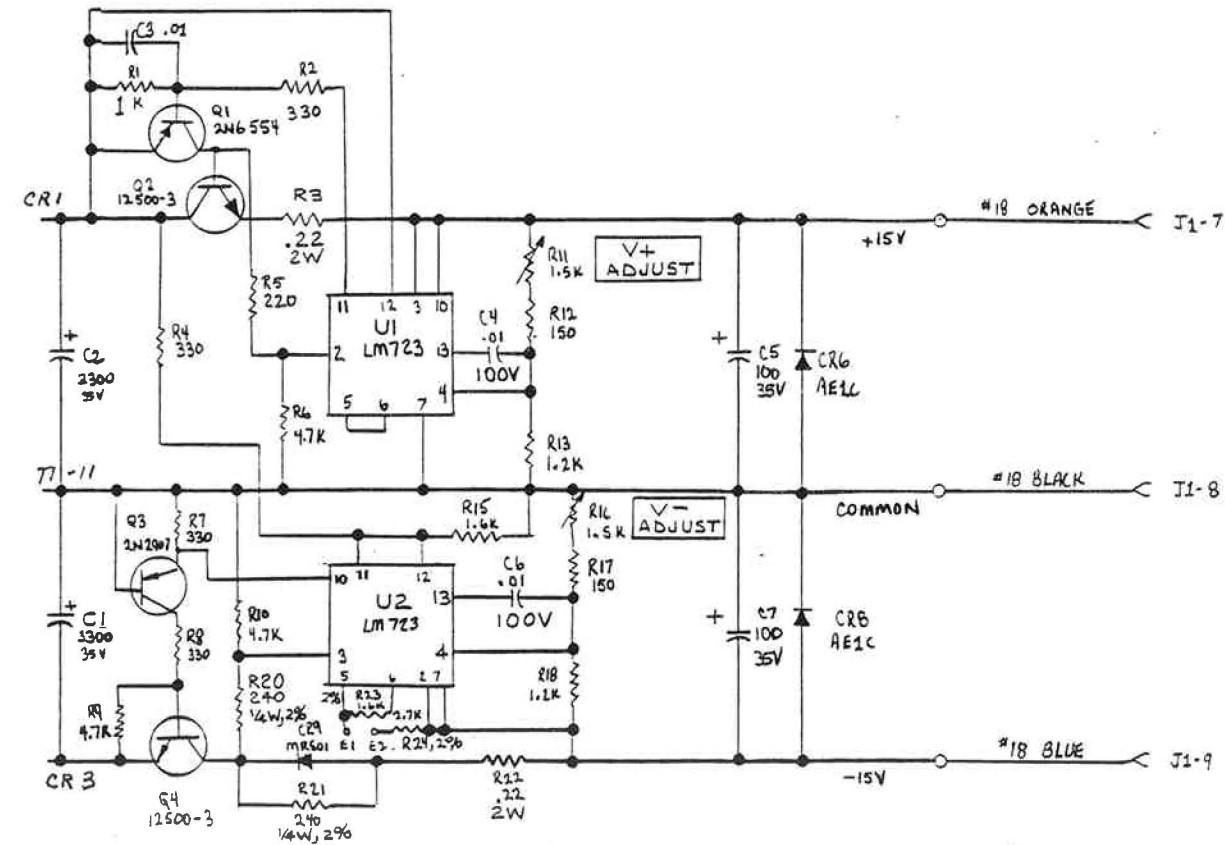 C3 .01
R1
1K
R2
330
Q1
2N6554
CR1
Q2
12500-3
R3
.22
2W
#18 ORANGE
J1-7
+15V
V+
ADJUST
R11
1.5K
R5
220
11
12
3
10
U1
LM723
2
13
4
5
6
7
C4
.01
100V
R12
150
R4
330
+
C2
2300
35V
R6
4.7K
R13
1.2K
+
C5
100
35V
CR6
AE1C
T1-11
#18 BLACK
J1-8
COMMON
V-
ADJUST
Q3
2N2907
R7
330
R15
1.6K
R16
1.5K
10
11
12
U2
LM723
13
3
4
5
6
2
7
C6
.01
100V
R17
150
+
C1
3300
35V
R10
4.7K
R8
330
R18
1.2K
+
C7
100
35V
CR8
AE1C
R20
240
1/4W, 2%
2%
R23
1.6K
2.7K
R24, 2%
E1
E2
R9
4.7K
MR501
CR3
Q4
12500-3
R21
240
1/4W, 2%
R22
.22
2W
#18 BLUE
J1-9
-15V